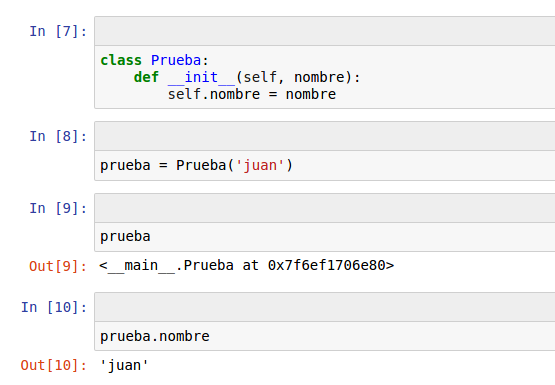 In [7]:
class Prueba:
    def __init__(self, nombre):
        self.nombre = nombre
In [8]:
prueba = Prueba('juan')
In [9]:
prueba
Out[9]: <__main__.Prueba at 0x7f6ef1706e80>
In [10]:
prueba.nombre
Out[10]: 'juan'